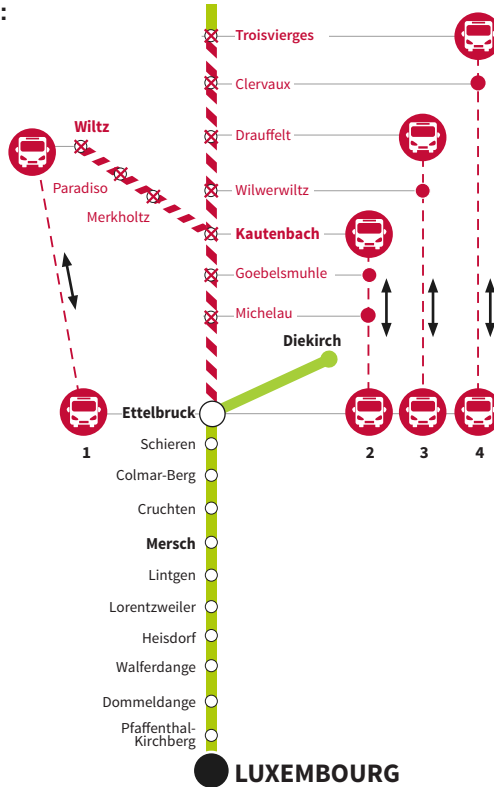 :
Troisvierges
Clervaux
Wiltz
Drauffelt
Paradiso
Wilwerwiltz
Merkholtz
Kautenbach
Goebelsmuhle
Michelau
Diekirch
Ettelbruck
1
2
3
4
Schieren
Colmar-Berg
Cruchten
Mersch
Lintgen
Lorentzweiler
Heisdorf
Walferdange
Dommeldange
Pfaffenthal-
Kirchberg
LUXEMBOURG